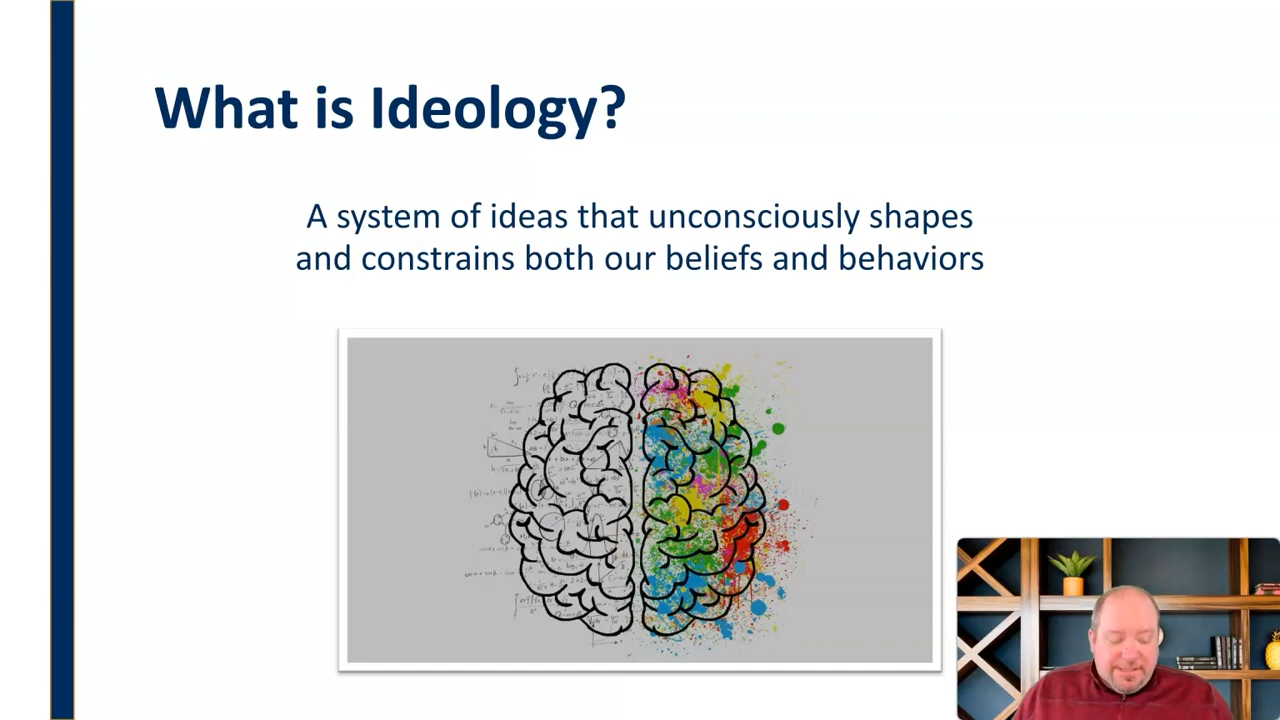 What is Ideology?
A system of ideas that unconsciously shapes
and constrains both our beliefs and behaviors